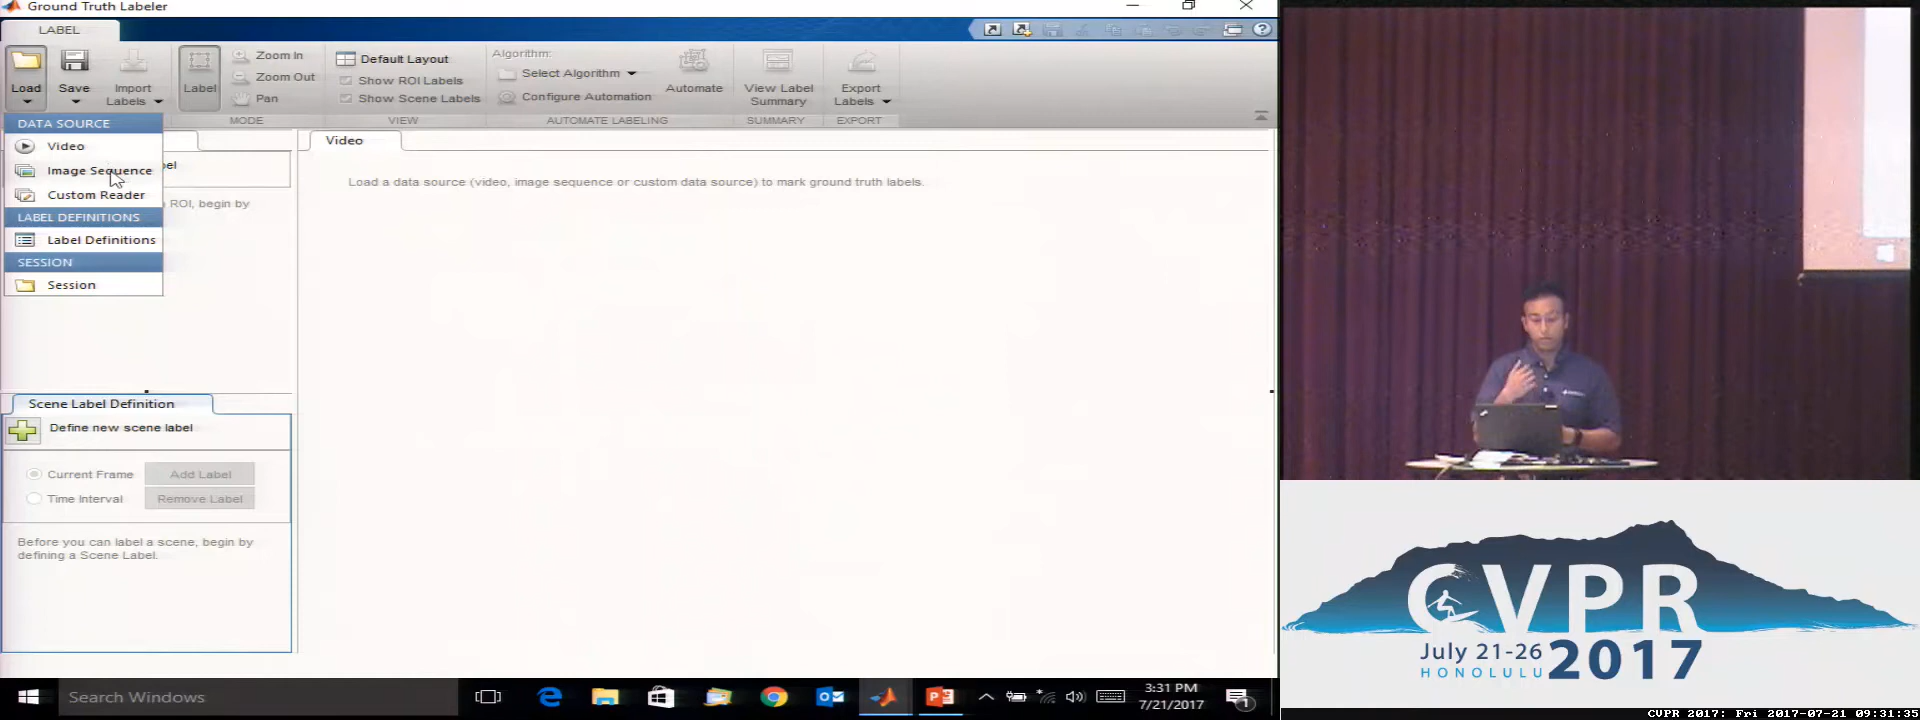 Ground Truth Labeler
LABEL
Load
Save
Import
Labels
Label
Zoom In
Zoom Out
Pan
MODE
Default Layout
Show ROI Labels
Show Scene Labels
VIEW
Algorithm:
Select Algorithm
Configure Automation
Automate
AUTOMATE LABELING
View Label
Summary
SUMMARY
Export
Labels
EXPORT
DATA SOURCE
Video
Image Sequence
Custom Reader
LABEL DEFINITIONS
Label Definitions
SESSION
Session
ROI, begin by
Video
Load a data source (video, image sequence or custom data source) to mark ground truth labels.
Scene Label Definition
Define new scene label
Current Frame
Add Label
Time Interval
Remove Label
Before you can label a scene, begin by
defining a Scene Label.
Search Windows
3:31 PM
7/21/2017
1
CVPR
July 21-26
HONOLULU
2017
CVPR 2017: Fri 2017-07-21 09:31:35